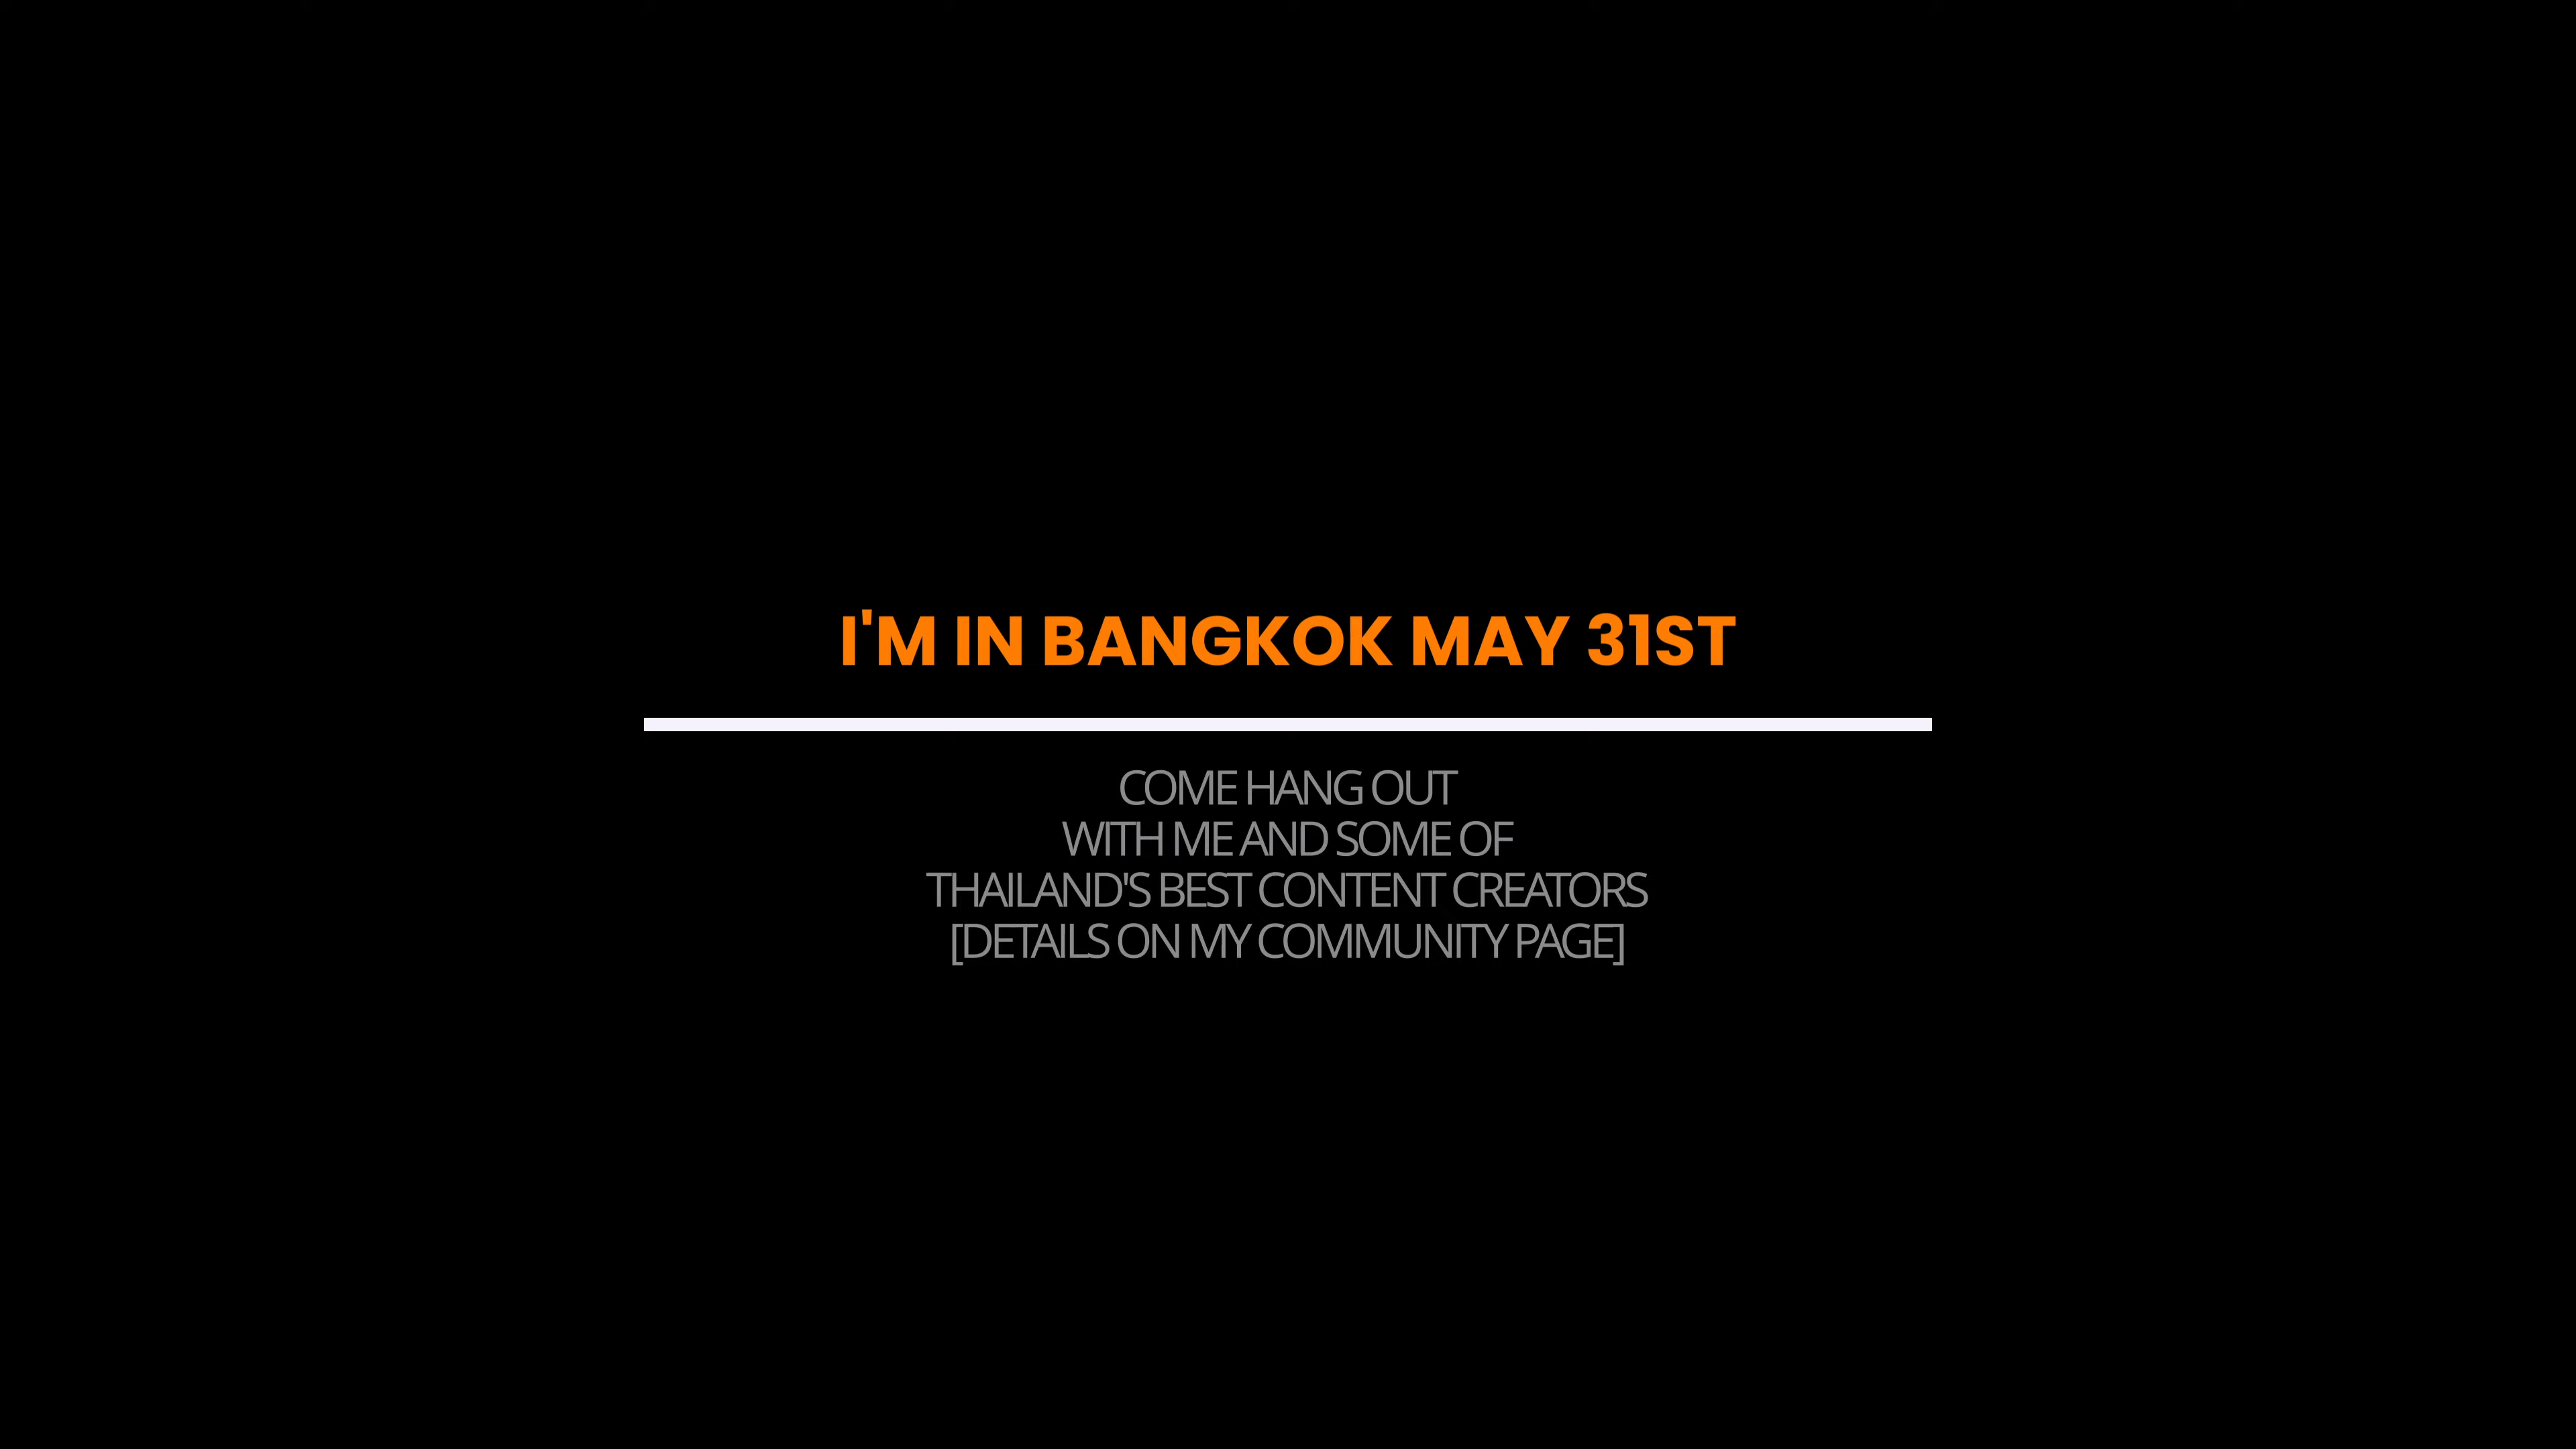 I'M IN BANGKOK MAY 31ST
COME HANG OUT
WITH ME AND SOME OF
THAILAND'S BEST CONTENT CREATORS
[DETAILS ON MY COMMUNITY PAGE]